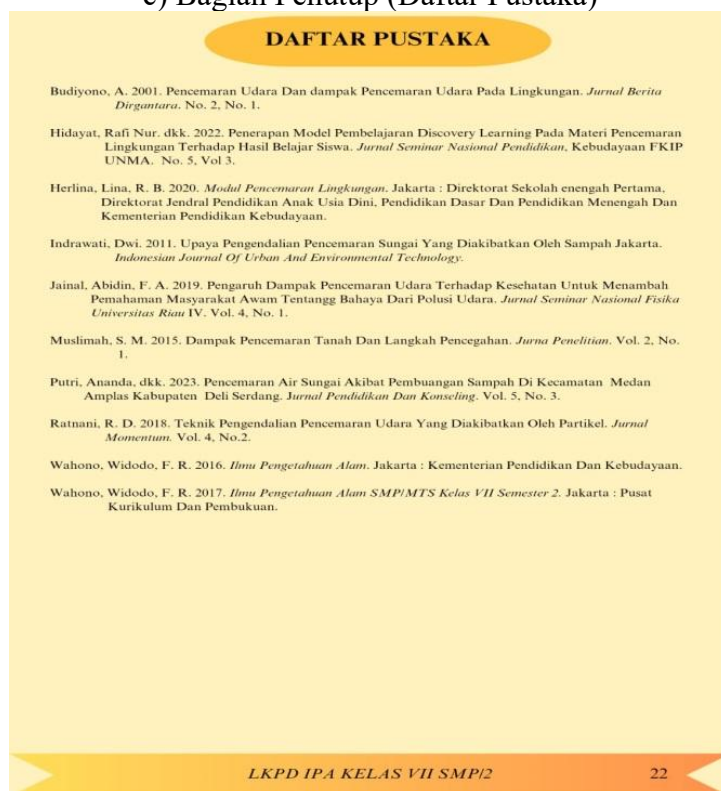 c) Bagian Penutup (Daftar Pustaka)
DAFTAR PUSTAKA
Budiyono, A. 2001. Pencemaran Udara Dan dampak Pencemaran Udara Pada Lingkungan. Jurnal Berita
Dirgantara. No. 2, No. 1.
Hidayat, Rafi Nur. dkk. 2022. Penerapan Model Pembelajaran Discovery Learning Pada Materi Pencemaran
Lingkungan Terhadap Hasil Belajar Siswa. Jurnal Seminar Nasional Pendidikan, Kebudayaan FKIP
UNMA. No. 5, Vol 3.
Herlina, Lina, R. B. 2020. Modul Pencemaran Lingkungan. Jakarta : Direktorat Sekolah enengah Pertama,
Direktorat Jendral Pendidikan Anak Usia Dini, Pendidikan Dasar Dan Pendidikan Menengah Dan
Kementerian Pendidikan Kebudayaan.
Indrawati, Dwi. 2011. Upaya Pengendalian Pencemaran Sungai Yang Diakibatkan Oleh Sampah Jakarta.
Indonesian Journal Of Urban And Environmental Technology.
Jainal, Abidin, F. A. 2019. Pengaruh Dampak Pencemaran Udara Terhadap Kesehatan Untuk Menambah
Pemahaman Masyarakat Awam Tentangg Bahaya Dari Polusi Udara. Jurnal Seminar Nasional Fisika
Universitas Riau IV. Vol. 4, No. 1.
Muslimah, S. M. 2015. Dampak Pencemaran Tanah Dan Langkah Pencegahan. Jurna Penelitian. Vol. 2, No.
1.
Putri, Ananda, dkk. 2023. Pencemaran Air Sungai Akibat Pembuangan Sampah Di Kecamatan Medan
Amplas Kabupaten Deli Serdang. Jurnal Pendidikan Dan Konseling. Vol. 5, No. 3.
Ratnani, R. D. 2018. Teknik Pengendalian Pencemaran Udara Yang Diakibatkan Oleh Partikel. Jurnal
Momentum. Vol. 4, No.2.
Wahono, Widodo, F. R. 2016. Ilmu Pengetahuan Alam. Jakarta : Kementerian Pendidikan Dan Kebudayaan.
Wahono, Widodo, F. R. 2017. Ilmu Pengetahuan Alam SMP/MTS Kelas VII Semester 2. Jakarta : Pusat
Kurikulum Dan Pembukuan.
LKPD IPA KELAS VII SMP/2 22